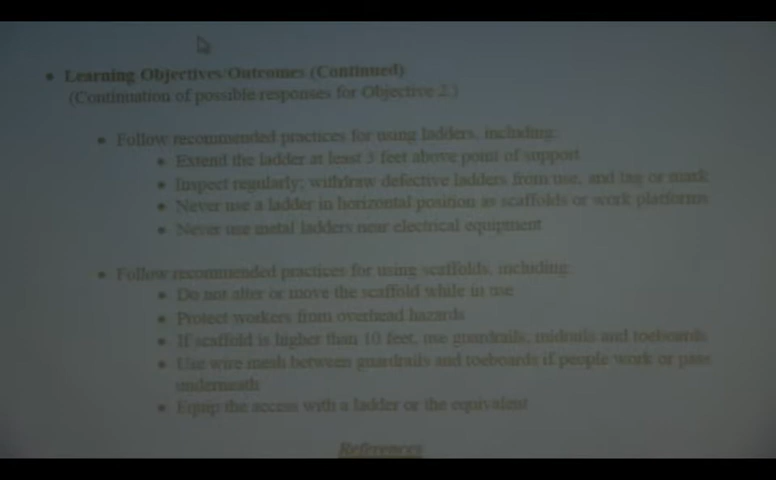 • Learning Objectives/Outcomes (Continued)
(Continuation of possible responses for Objective 2.)
• Follow recommended practices for using ladders, including:
• Extend the ladder at least 3 feet above point of support
• Inspect regularly; withdraw defective ladders from use, and tag or mark
• Never use a ladder in horizontal position as scaffolds or work platforms
• Never use metal ladders near electrical equipment
• Follow recommended practices for using scaffolds, including:
• Do not alter or move the scaffold while in use
• Protect workers from overhead hazards
• If scaffold is higher than 10 feet, use guardrails, midrails and toeboards
• Use wire mesh between guardrails and toeboards if people work or pass
underneath
• Equip the access with a ladder or the equivalent
References